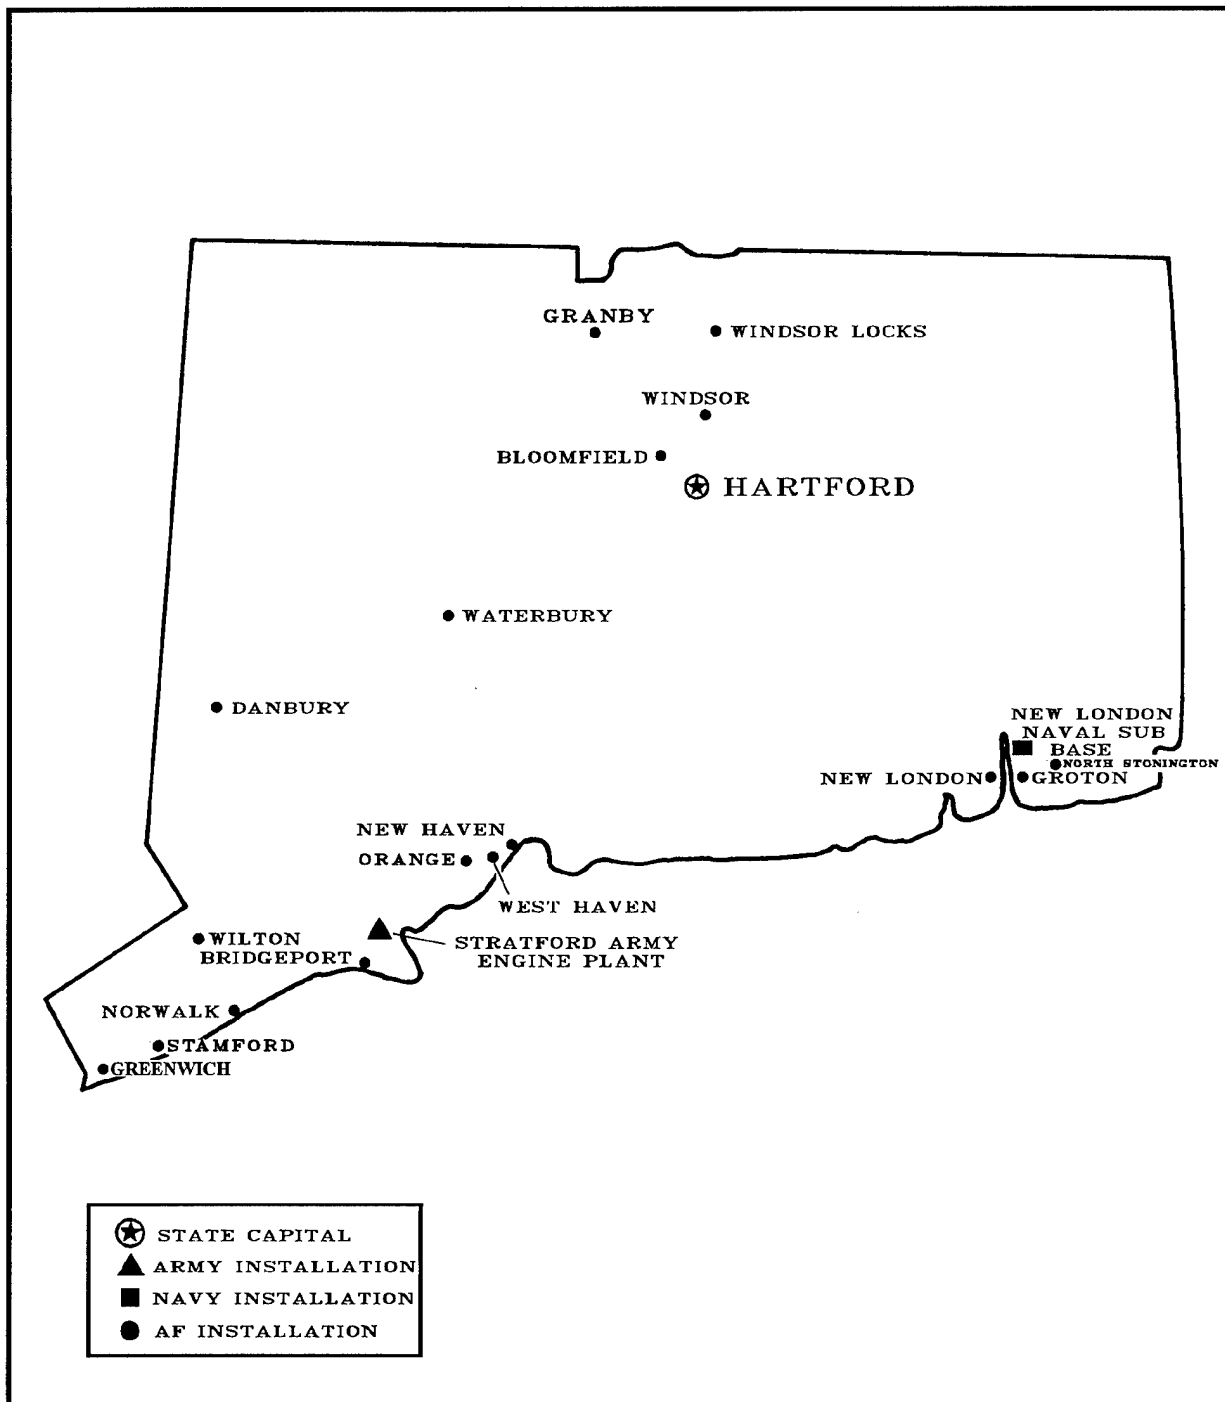 GRANBY
WINDSOR LOCKS
WINDSOR
BLOOMFIELD
HARTFORD
WATERBURY
DANBURY
NEW LONDON
NAVAL SUB
BASE
NORTH STONINGTON
NEW LONDON
GROTON
NEW HAVEN
ORANGE
WEST HAVEN
WILTON
STRATFORD ARMY
ENGINE PLANT
BRIDGEPORT
NORWALK
STAMFORD
GREENWICH
STATE CAPITAL
ARMY INSTALLATION
NAVY INSTALLATION
AF INSTALLATION